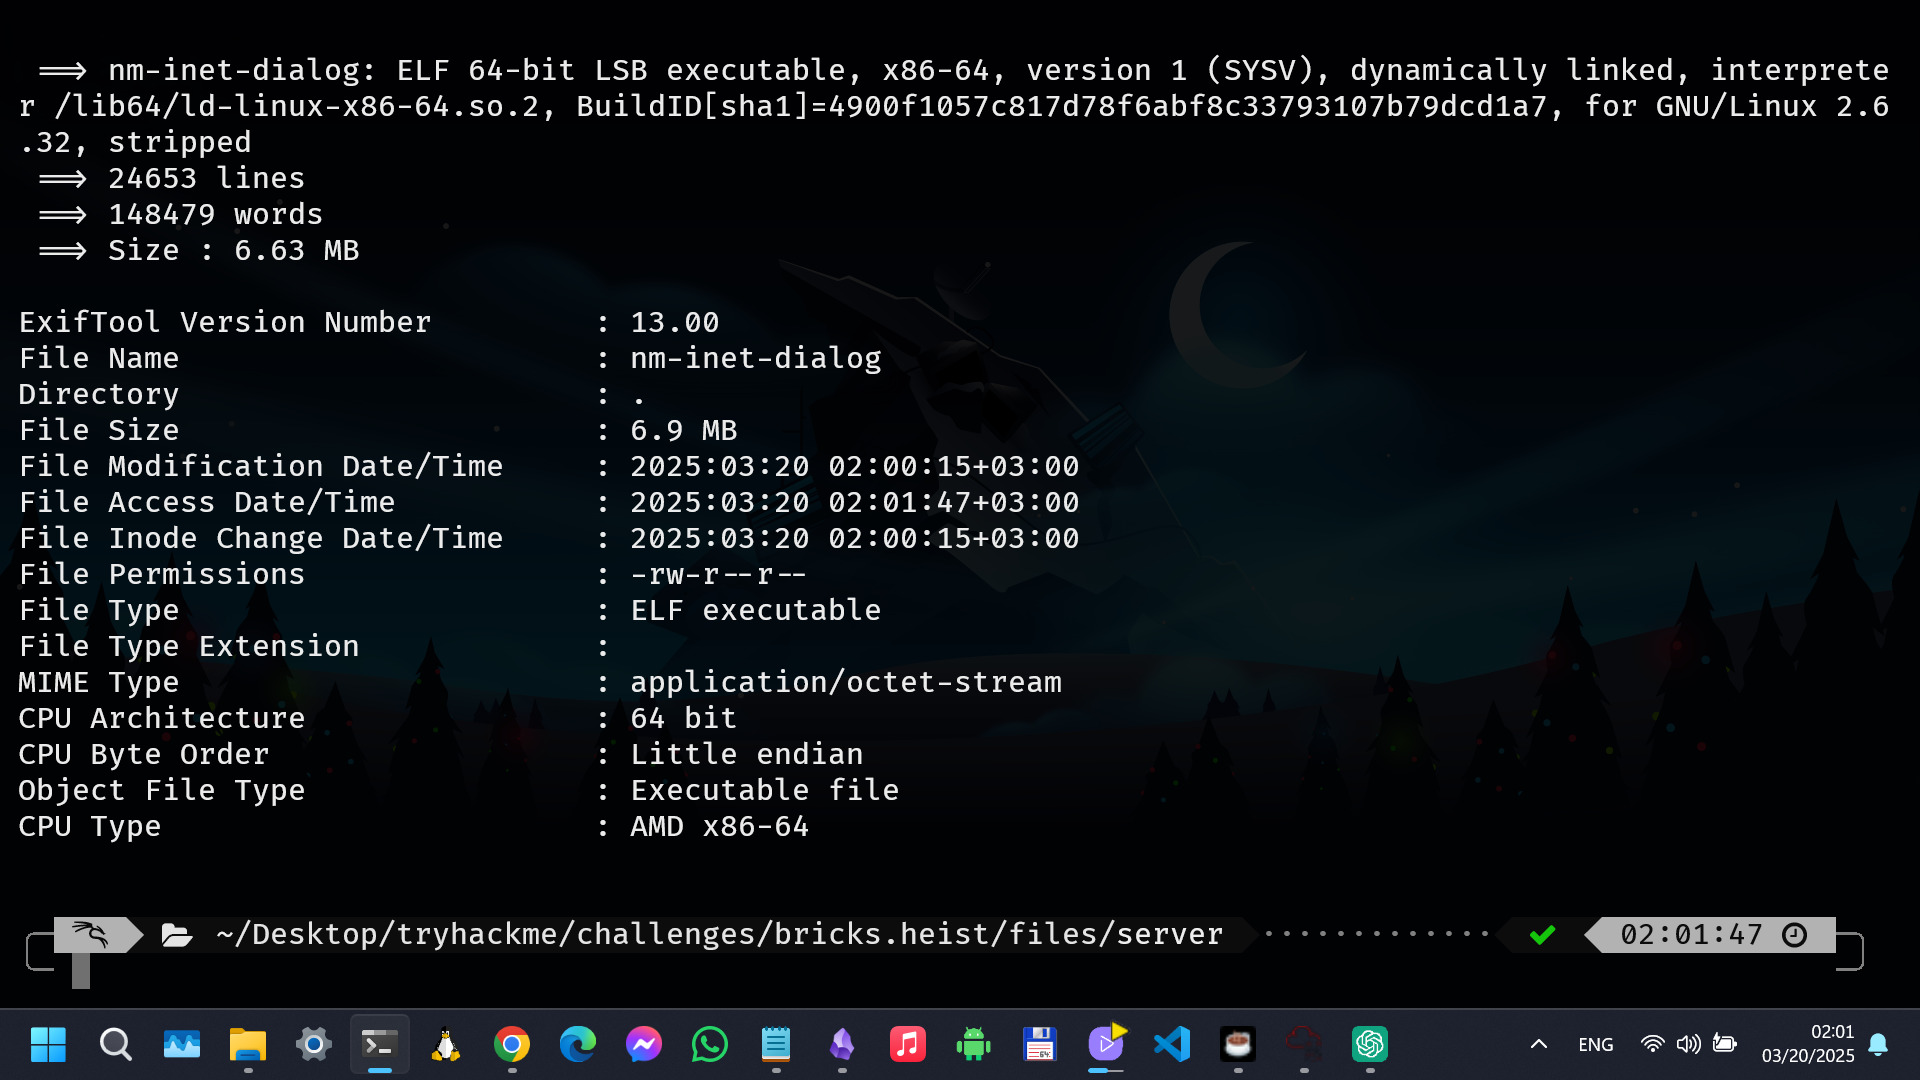 ⟹ nm-inet-dialog: ELF 64-bit LSB executable, x86-64, version 1 (SYSV), dynamically linked, interprete
r /lib64/ld-linux-x86-64.so.2, BuildID[sha1]=4900f1057c817d78f6abf8c33793107b79dcd1a7, for GNU/Linux 2.6
.32, stripped
⟹ 24653 lines
⟹ 148479 words
⟹ Size : 6.63 MB
ExifTool Version Number : 13.00
File Name : nm-inet-dialog
Directory : .
File Size : 6.9 MB
File Modification Date/Time : 2025:03:20 02:00:15+03:00
File Access Date/Time : 2025:03:20 02:01:47+03:00
File Inode Change Date/Time : 2025:03:20 02:00:15+03:00
File Permissions : -rw-r--r--
File Type : ELF executable
File Type Extension :
MIME Type : application/octet-stream
CPU Architecture : 64 bit
CPU Byte Order : Little endian
Object File Type : Executable file
CPU Type : AMD x86-64
~/Desktop/tryhackme/challenges/bricks.heist/files/server ············· ✔ 02:01:47
64
ENG
02:01
03/20/2025